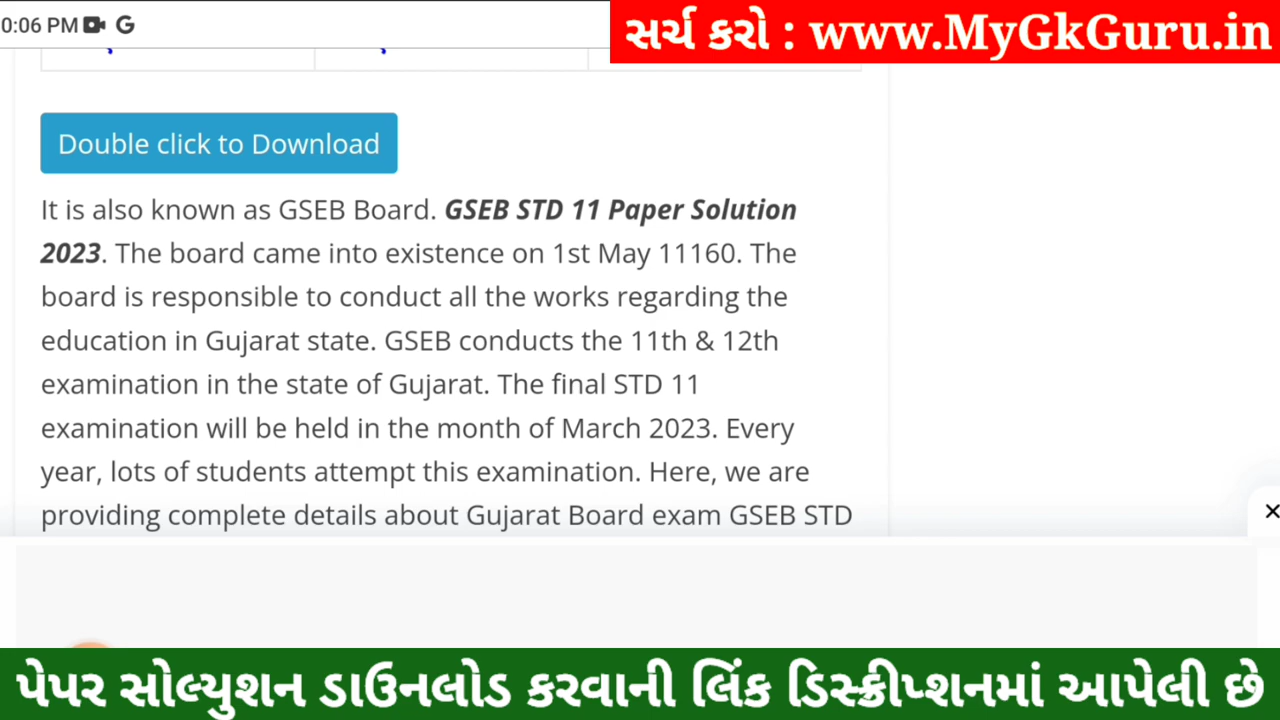 0:06 PM G
સર્ચ કરો : www.MyGkGuru.in
Double click to Download
It is also known as GSEB Board. GSEB STD 11 Paper Solution
2023. The board came into existence on 1st May 11160. The
board is responsible to conduct all the works regarding the
education in Gujarat state. GSEB conducts the 11th & 12th
examination in the state of Gujarat. The final STD 11
examination will be held in the month of March 2023. Every
year, lots of students attempt this examination. Here, we are
providing complete details about Gujarat Board exam GSEB STD
પેપર સોલ્યુશન ડાઉનલોડ કરવાની લિંક ડિસ્ક્રીપ્શનમાં આપેલી છે